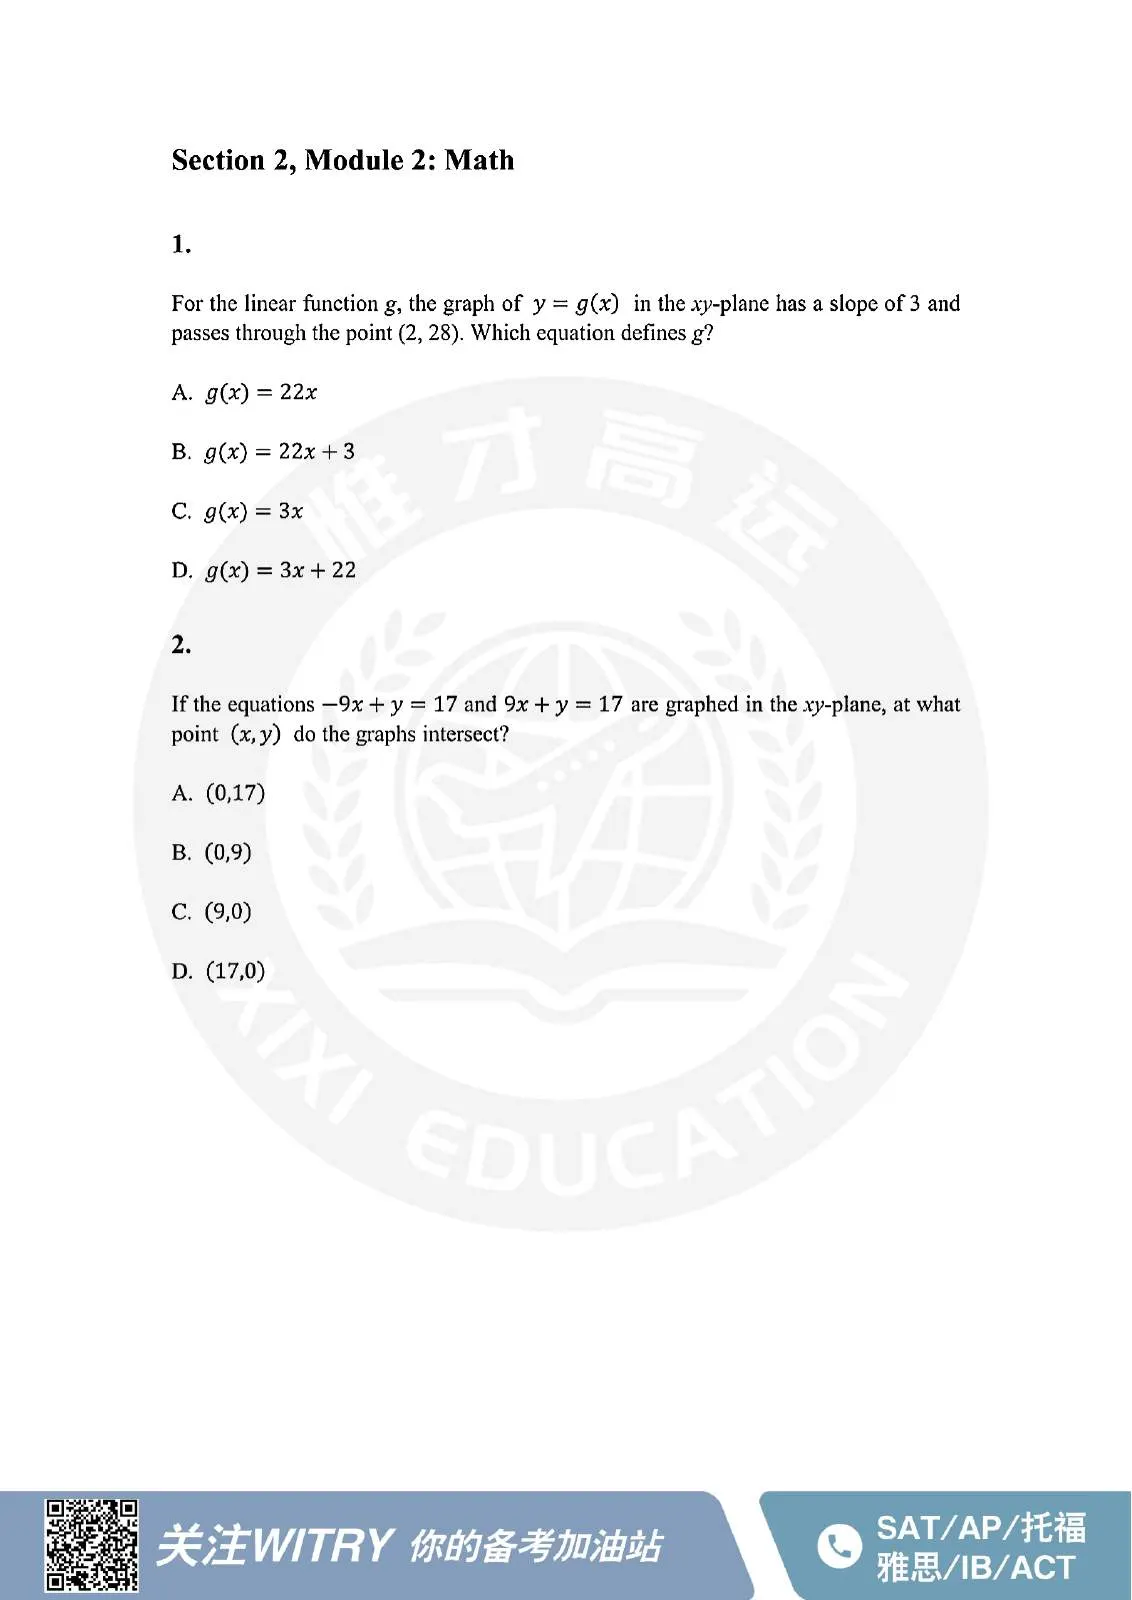 Section 2, Module 2: Math
1.
For the linear function g, the graph of y = g(x) in the xy-plane has a slope of 3 and
passes through the point (2, 28). Which equation defines g?
A. g(x) = 22x
B. g(x) = 22x + 3
C. g(x) = 3x
D. g(x) = 3x + 22
2.
If the equations −9x + y = 17 and 9x + y = 17 are graphed in the xy-plane, at what
point (x, y) do the graphs intersect?
A. (0,17)
B. (0,9)
C. (9,0)
D. (17,0)
惟才高远
XIXI EDUCATION
关注WITRY 你的备考加油站
SAT/AP/托福
雅思/IB/ACT